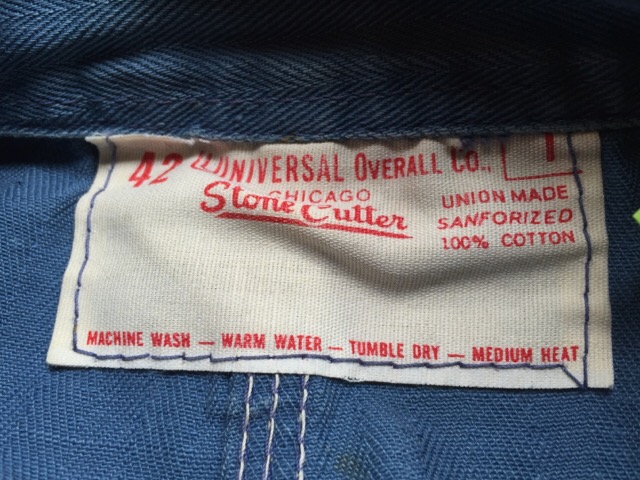 42 UNIVERSAL OVERALL CO.,
CHICAGO
Stone Cutter
UNION MADE
SANFORIZED
100% COTTON
MACHINE WASH — WARM WATER — TUMBLE DRY — MEDIUM HEAT